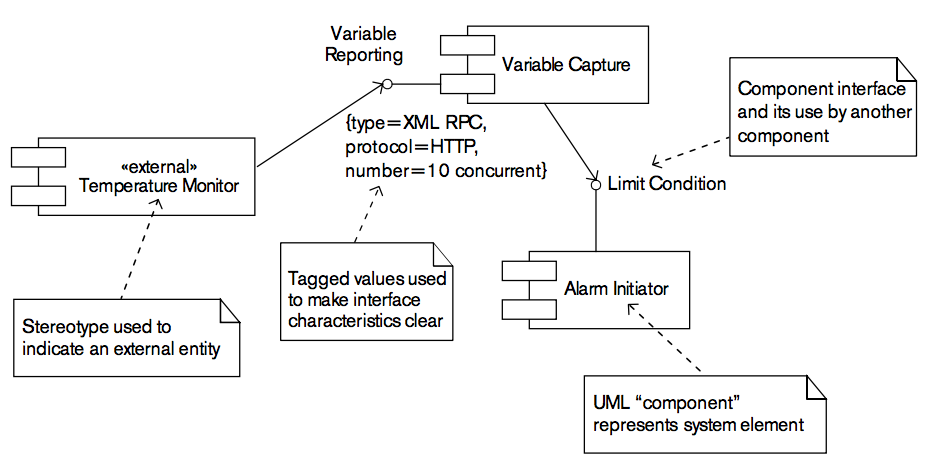 Variable
Reporting
Variable Capture
Component interface
and its use by another
component
{type=XML RPC,
protocol=HTTP,
number=10 concurrent}
«external»
Temperature Monitor
Limit Condition
Tagged values used
to make interface
characteristics clear
Alarm Initiator
Stereotype used to
indicate an external entity
UML “component”
represents system element